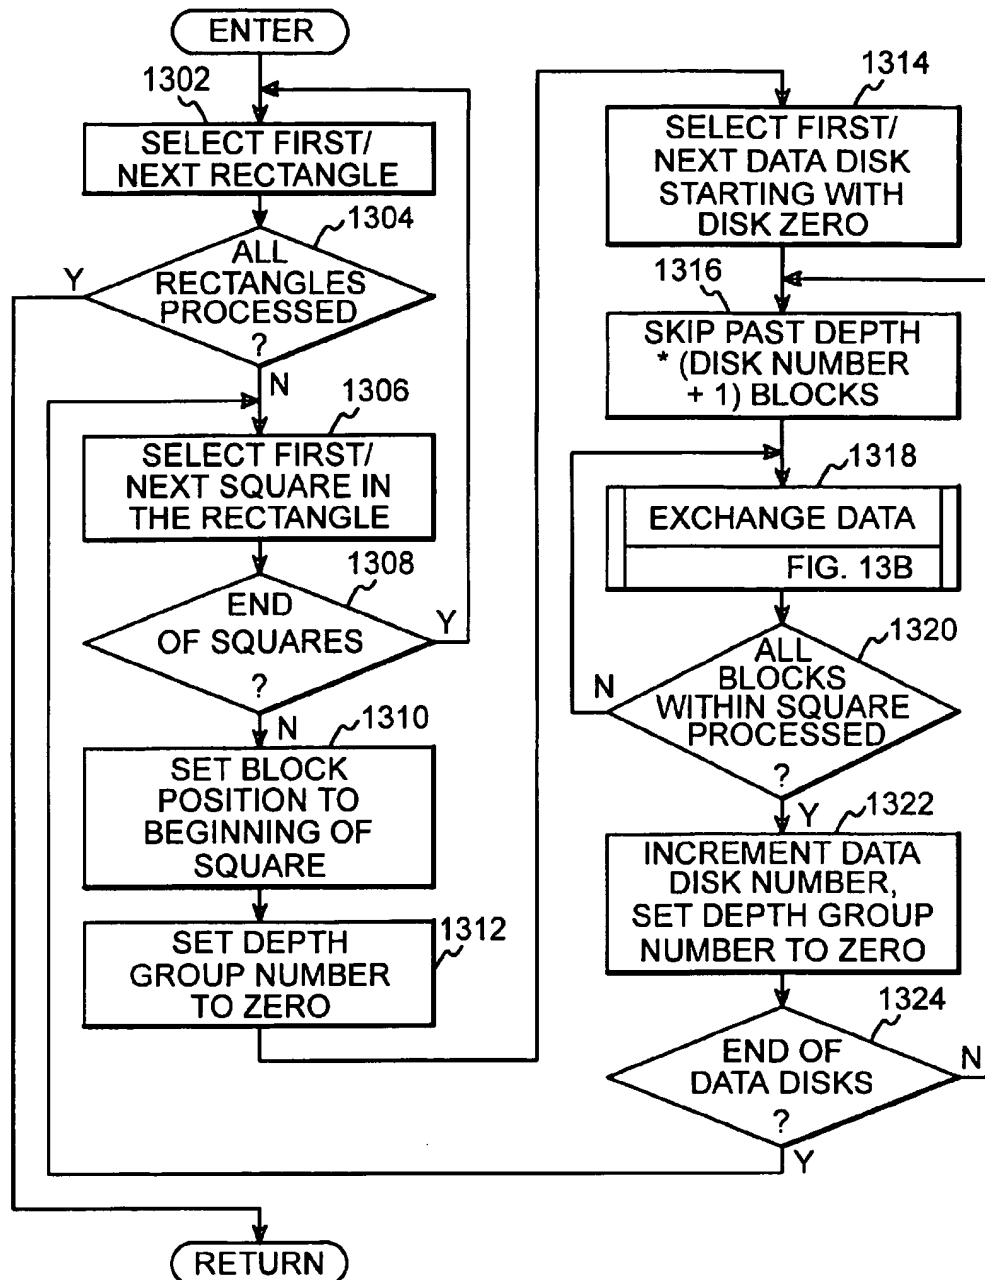 ENTER
1302
SELECT FIRST/
NEXT RECTANGLE
1304
ALL
RECTANGLES
PROCESSED
?
Y
N
1306
SELECT FIRST/
NEXT SQUARE IN
THE RECTANGLE
1308
END
OF SQUARES
?
Y
N
1310
SET BLOCK
POSITION TO
BEGINNING OF
SQUARE
1312
SET DEPTH
GROUP NUMBER
TO ZERO
1314
SELECT FIRST/
NEXT DATA DISK
STARTING WITH
DISK ZERO
1316
SKIP PAST DEPTH
* (DISK NUMBER
+ 1) BLOCKS
1318
EXCHANGE DATA
FIG. 13B
1320
ALL
BLOCKS
WITHIN SQUARE
PROCESSED
?
N
Y
1322
INCREMENT DATA
DISK NUMBER,
SET DEPTH GROUP
NUMBER TO ZERO
1324
END OF
DATA DISKS
?
N
Y
RETURN